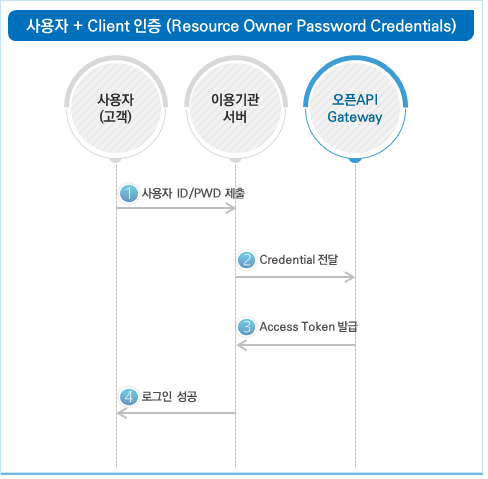 사용자 + Client 인증 (Resource Owner Password Credentials)
사용자
(고객)
이용기관
서버
오픈API
Gateway
1 사용자 ID/PWD 제출
2 Credential 전달
3 Access Token 발급
4 로그인 성공